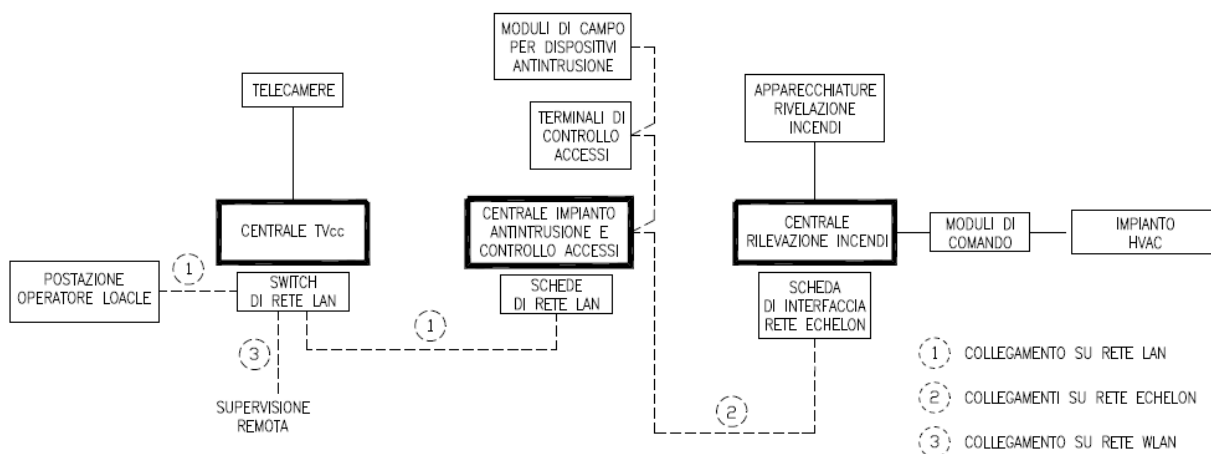 MODULI DI CAMPO
PER DISPOSITIVI
ANTINTRUSIONE
TELECAMERE
TERMINALI DI
CONTROLLO
ACCESSI
APPARECCHIATURE
RIVELAZIONE
INCENDI
CENTRALE TVcc
CENTRALE IMPIANTO
ANTINTRUSIONE E
CONTROLLO ACCESSI
CENTRALE
RILEVAZIONE INCENDI
MODULI DI
COMANDO
IMPIANTO
HVAC
POSTAZIONE
OPERATORE LOACLE
1
SWITCH
DI RETE LAN
SCHEDE
DI RETE LAN
SCHEDA
DI INTERFACCIA
RETE ECHELON
1
3
2
SUPERVISIONE
REMOTA
1 COLLEGAMENTO SU RETE LAN
2 COLLEGAMENTI SU RETE ECHELON
3 COLLEGAMENTO SU RETE WLAN